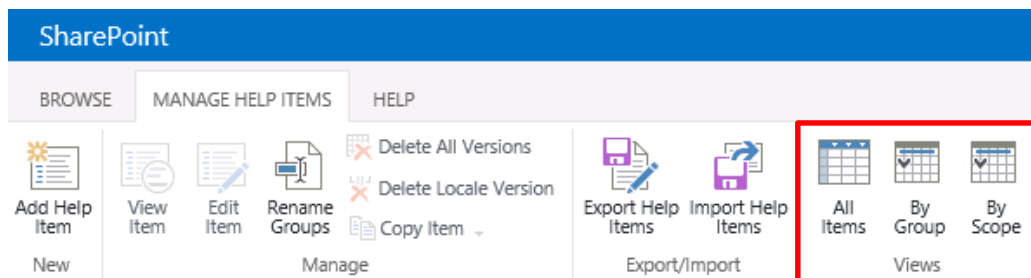 SharePoint
BROWSE MANAGE HELP ITEMS HELP
Add Help
Item
View
Item
Edit
Item
Rename
Groups
Delete All Versions
Delete Locale Version
Copy Item
Export Help
Items
Import Help
Items
All
Items
By
Group
By
Scope
New Manage Export/Import Views